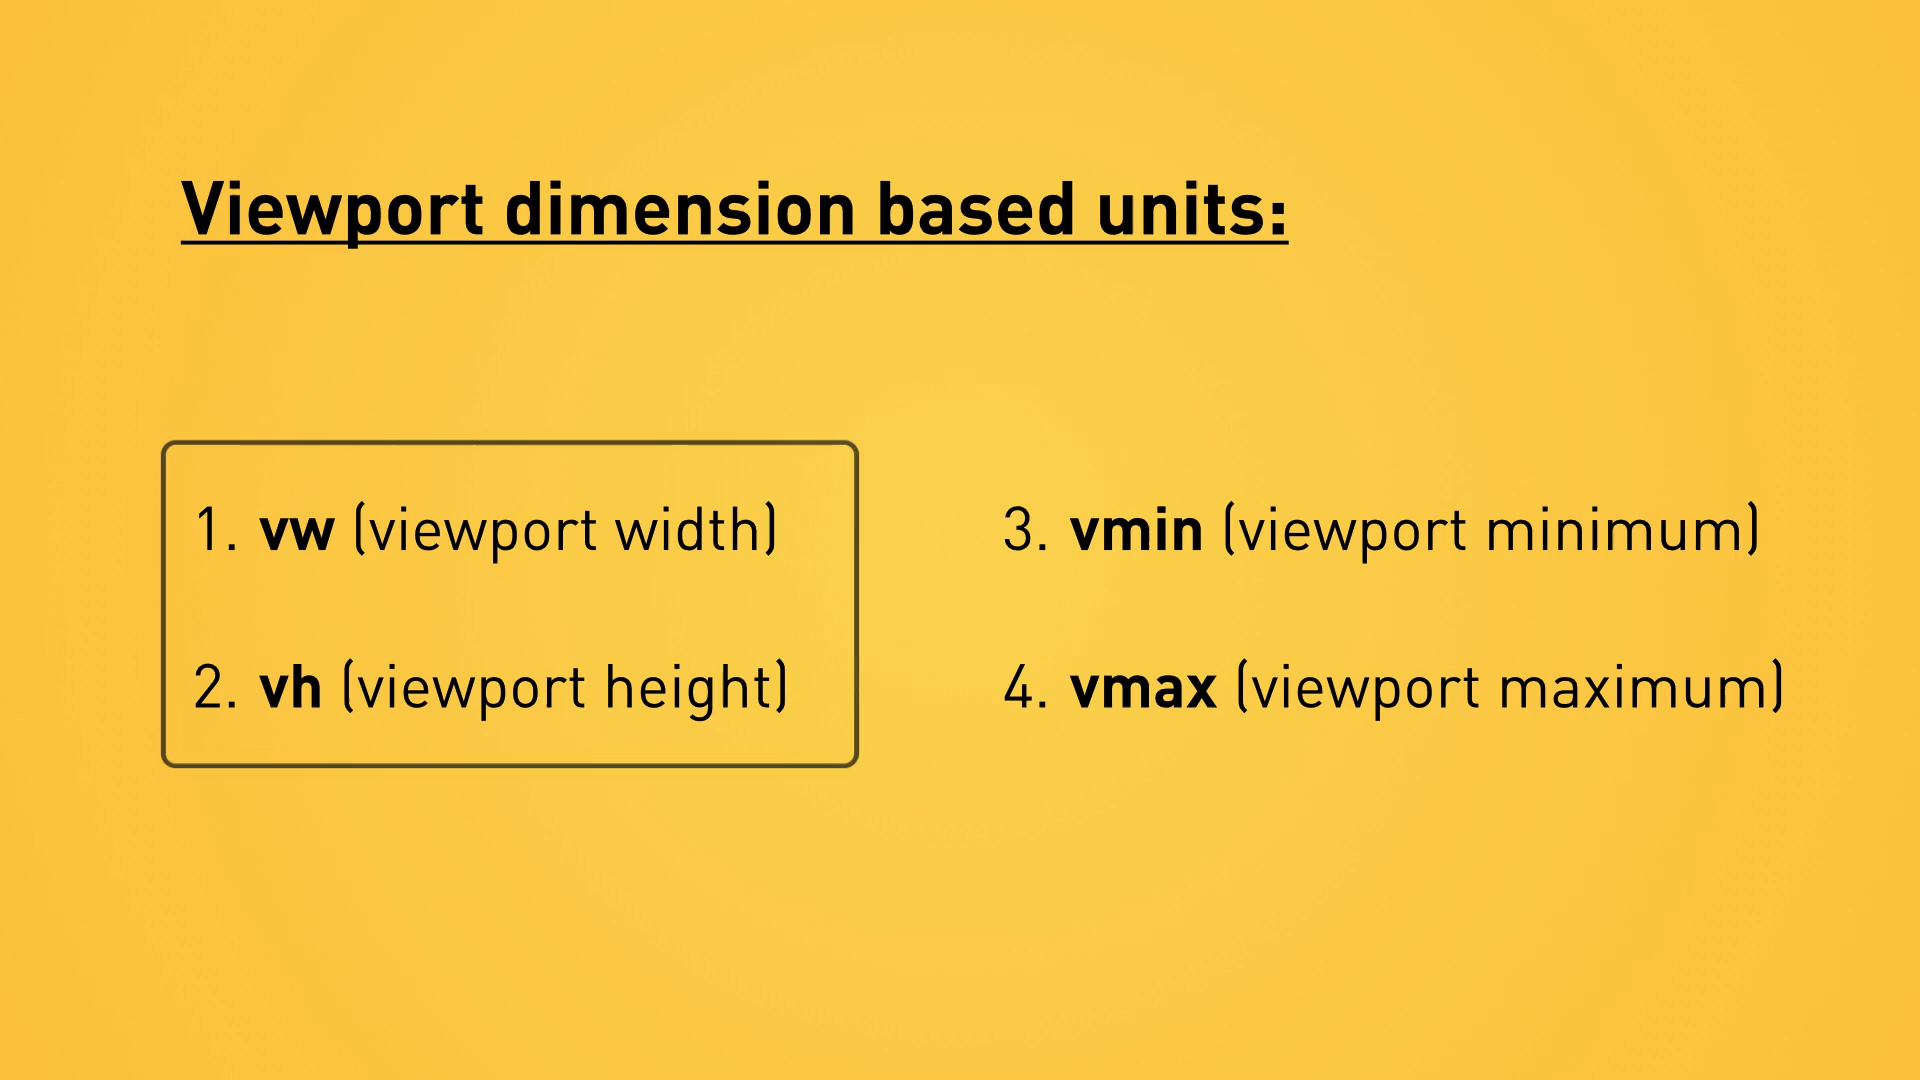 Viewport dimension based units:
1. vw (viewport width)
2. vh (viewport height)
3. vmin (viewport minimum)
4. vmax (viewport maximum)